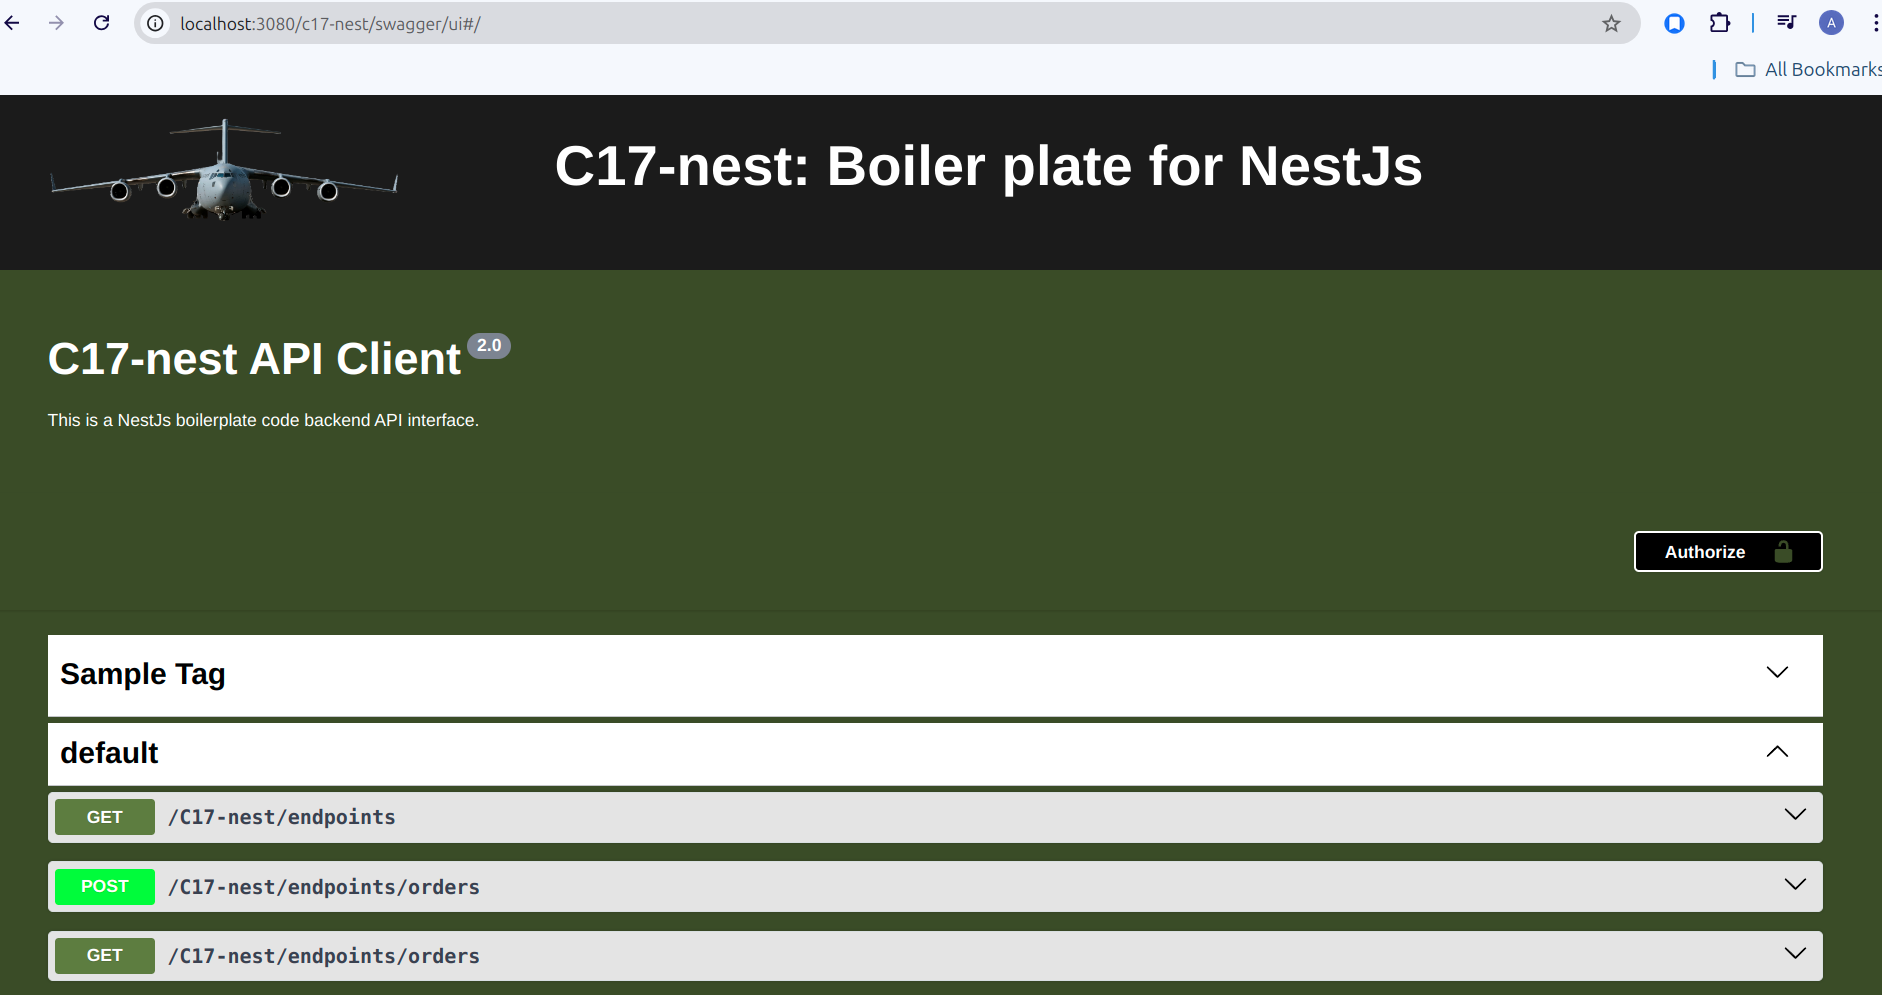 localhost:3080/c17-nest/swagger/ui#/
A
All Bookmarks
C17-nest: Boiler plate for NestJs
C17-nest API Client 2.0
This is a NestJs boilerplate code backend API interface.
Authorize
Sample Tag
default
GET /C17-nest/endpoints
POST /C17-nest/endpoints/orders
GET /C17-nest/endpoints/orders